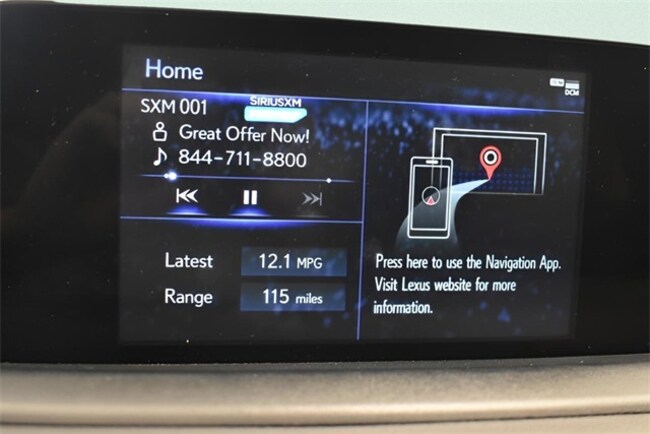 Home
DCM
SXM 001
SIRIUSXM
Great Offer Now!
844-711-8800
Latest
12.1 MPG
Range
115 miles
Press here to use the Navigation App.
Visit Lexus website for more
information.